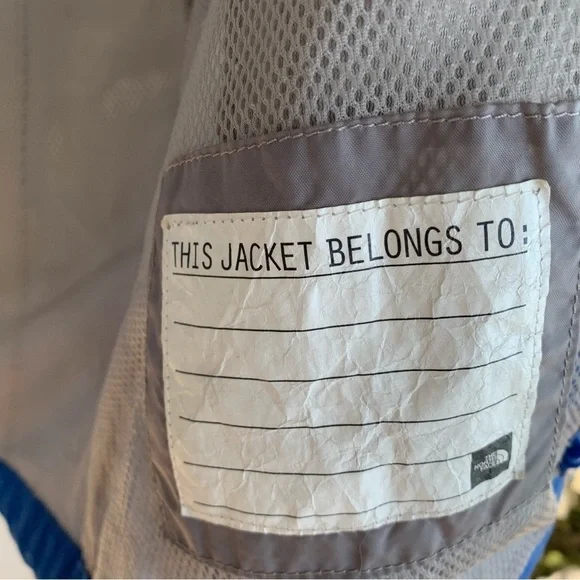 THIS JACKET BELONGS TO:
THE
NORTH
FACE